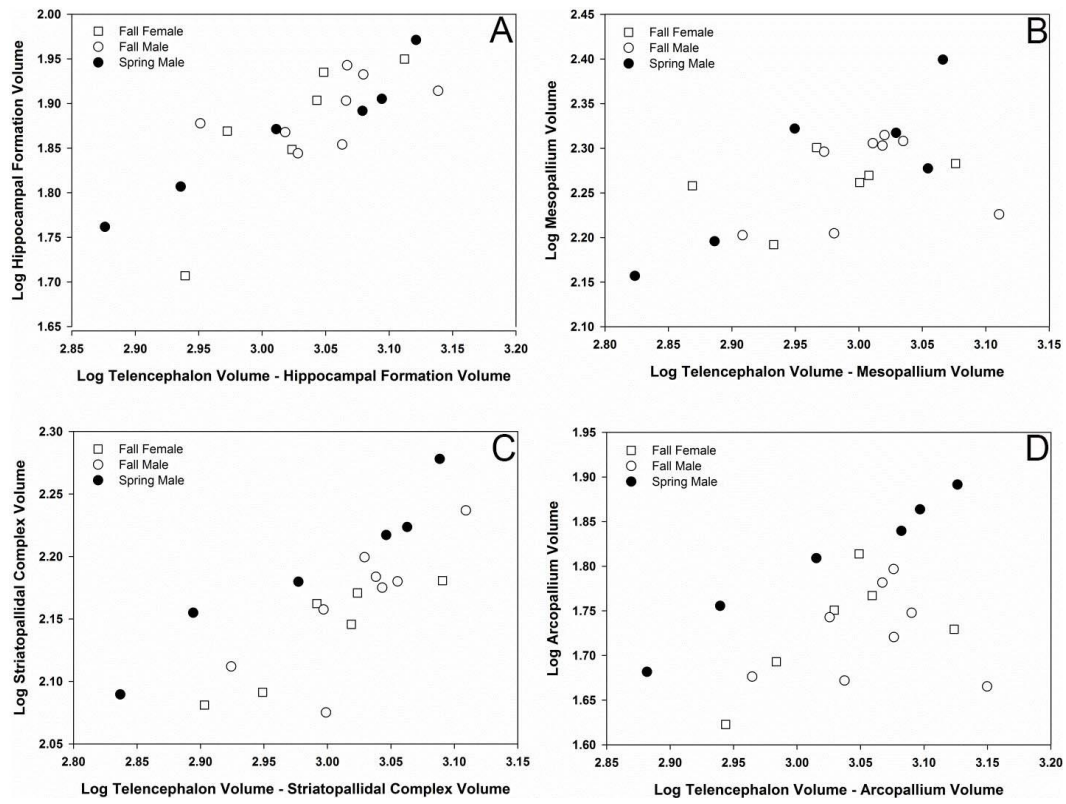 A
Fall Female
Fall Male
Spring Male
2.00
1.95
1.90
1.85
1.80
1.75
1.70
1.65
Log Hippocampal Formation Volume
2.85 2.90 2.95 3.00 3.05 3.10 3.15 3.20
Log Telencephalon Volume - Hippocampal Formation Volume
B
Fall Female
Fall Male
Spring Male
2.45
2.40
2.35
2.30
2.25
2.20
2.15
2.10
Log Mesopallium Volume
2.80 2.85 2.90 2.95 3.00 3.05 3.10 3.15
Log Telencephalon Volume - Mesopallium Volume
C
Fall Female
Fall Male
Spring Male
2.30
2.25
2.20
2.15
2.10
2.05
Log Striatopallidal Complex Volume
2.80 2.85 2.90 2.95 3.00 3.05 3.10 3.15
Log Telencephalon Volume - Striatopallidal Complex Volume
D
Fall Female
Fall Male
Spring Male
1.95
1.90
1.85
1.80
1.75
1.70
1.65
1.60
Log Arcopallium Volume
2.85 2.90 2.95 3.00 3.05 3.10 3.15 3.20
Log Telencephalon Volume - Arcopallium Volume